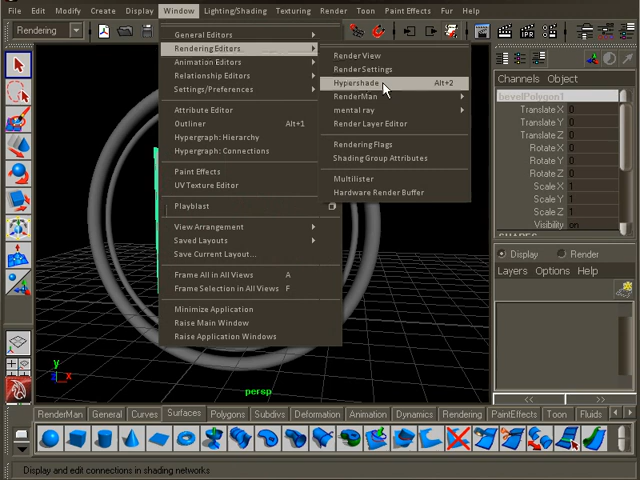 File Edit Modify Create Display Window Lighting/Shading Texturing Render Toon Paint Effects Fur Help
Rendering
General Editors
Rendering Editors
Animation Editors
Relationship Editors
Settings/Preferences
Attribute Editor
Outliner Alt+1
Hypergraph: Hierarchy
Hypergraph: Connections
Paint Effects
UV Texture Editor
Playblast
View Arrangement
Saved Layouts
Save Current Layout...
Frame All in All Views A
Frame Selection in All Views F
Minimize Application
Raise Main Window
Raise Application Windows
Render View
Render Settings
Hypershade Alt+2
RenderMan
mental ray
Render Layer Editor
Rendering Flags
Shading Group Attributes
Multilister
Hardware Render Buffer
Channels Object
bevelPolygon1
Translate X 0
Translate Y 0
Translate Z 0
Rotate X 0
Rotate Y 0
Rotate Z 0
Scale X 1
Scale Y 1
Scale Z 1
Visibility on
SHAPES
Display Render
Layers Options Help
<< >>
y
x
persp
RenderMan General Curves Surfaces Polygons Subdivs Deformation Animation Dynamics Rendering PaintEffects Toon Fluids
Display and edit connections in shading networks